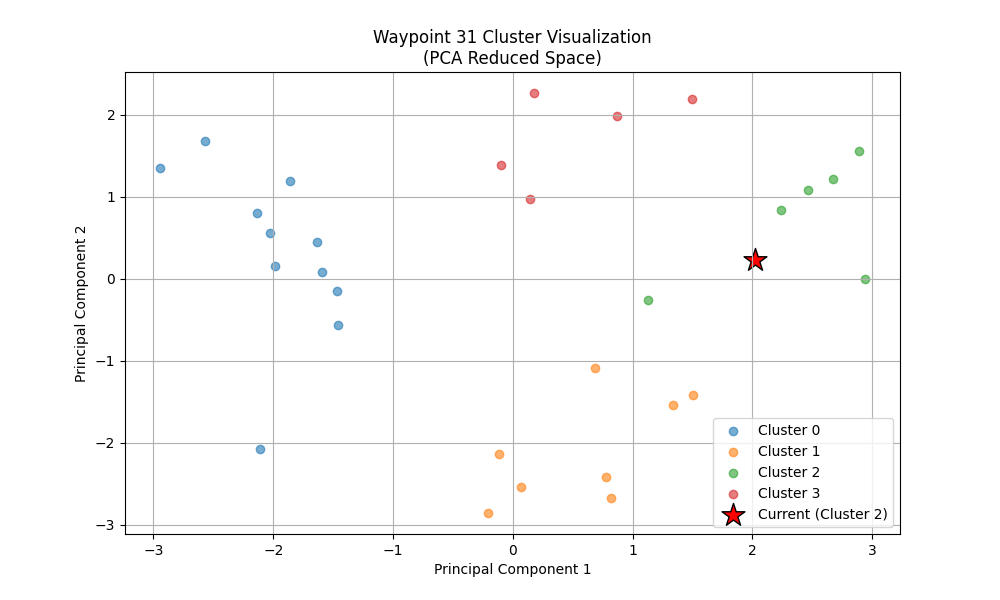 Waypoint 31 Cluster Visualization
(PCA Reduced Space)
Principal Component 2
2
1
0
−1
−2
−3
−3
−2
−1
0
1
2
3
Principal Component 1
Cluster 0
Cluster 1
Cluster 2
Cluster 3
Current (Cluster 2)